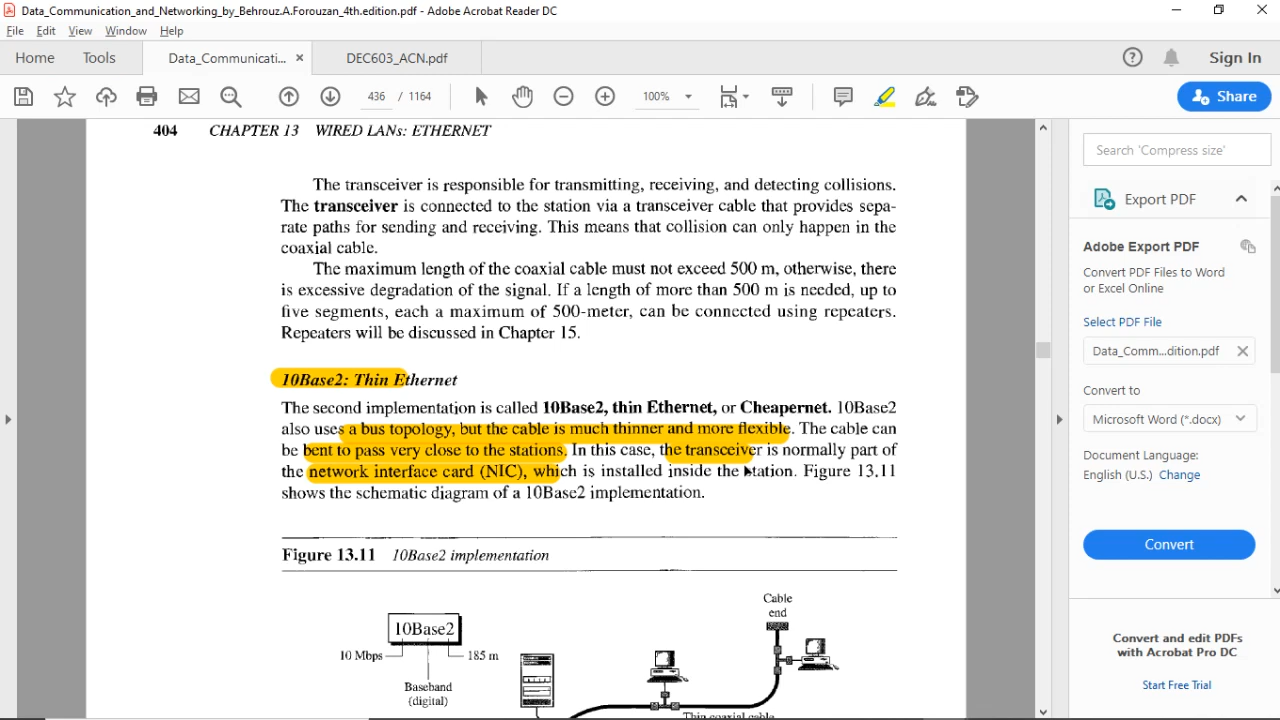 Data_Communication_and_Networking_by_Behrouz.A.Forouzan_4th.edition.pdf - Adobe Acrobat Reader DC
File Edit View Window Help
Home Tools Data_Communicati... × DEC603_ACN.pdf Sign In
436 / 1164 100% Share
404 CHAPTER 13 WIRED LANs: ETHERNET
The transceiver is responsible for transmitting, receiving, and detecting collisions.
The transceiver is connected to the station via a transceiver cable that provides sepa-
rate paths for sending and receiving. This means that collision can only happen in the
coaxial cable.
The maximum length of the coaxial cable must not exceed 500 m, otherwise, there
is excessive degradation of the signal. If a length of more than 500 m is needed, up to
five segments, each a maximum of 500-meter, can be connected using repeaters.
Repeaters will be discussed in Chapter 15.
10Base2: Thin Ethernet
The second implementation is called 10Base2, thin Ethernet, or Cheapernet. 10Base2
also uses a bus topology, but the cable is much thinner and more flexible. The cable can
be bent to pass very close to the stations. In this case, the transceiver is normally part of
the network interface card (NIC), which is installed inside the station. Figure 13.11
shows the schematic diagram of a 10Base2 implementation.
Figure 13.11 10Base2 implementation
10Base2
10 Mbps
185 m
Baseband
(digital)
Cable
end
Thin coaxial cable
Search 'Compress size'
Export PDF
Adobe Export PDF
Convert PDF Files to Word
or Excel Online
Select PDF File
Data_Comm...dition.pdf
Convert to
Microsoft Word (*.docx)
Document Language:
English (U.S.) Change
Convert
Convert and edit PDFs
with Acrobat Pro DC
Start Free Trial